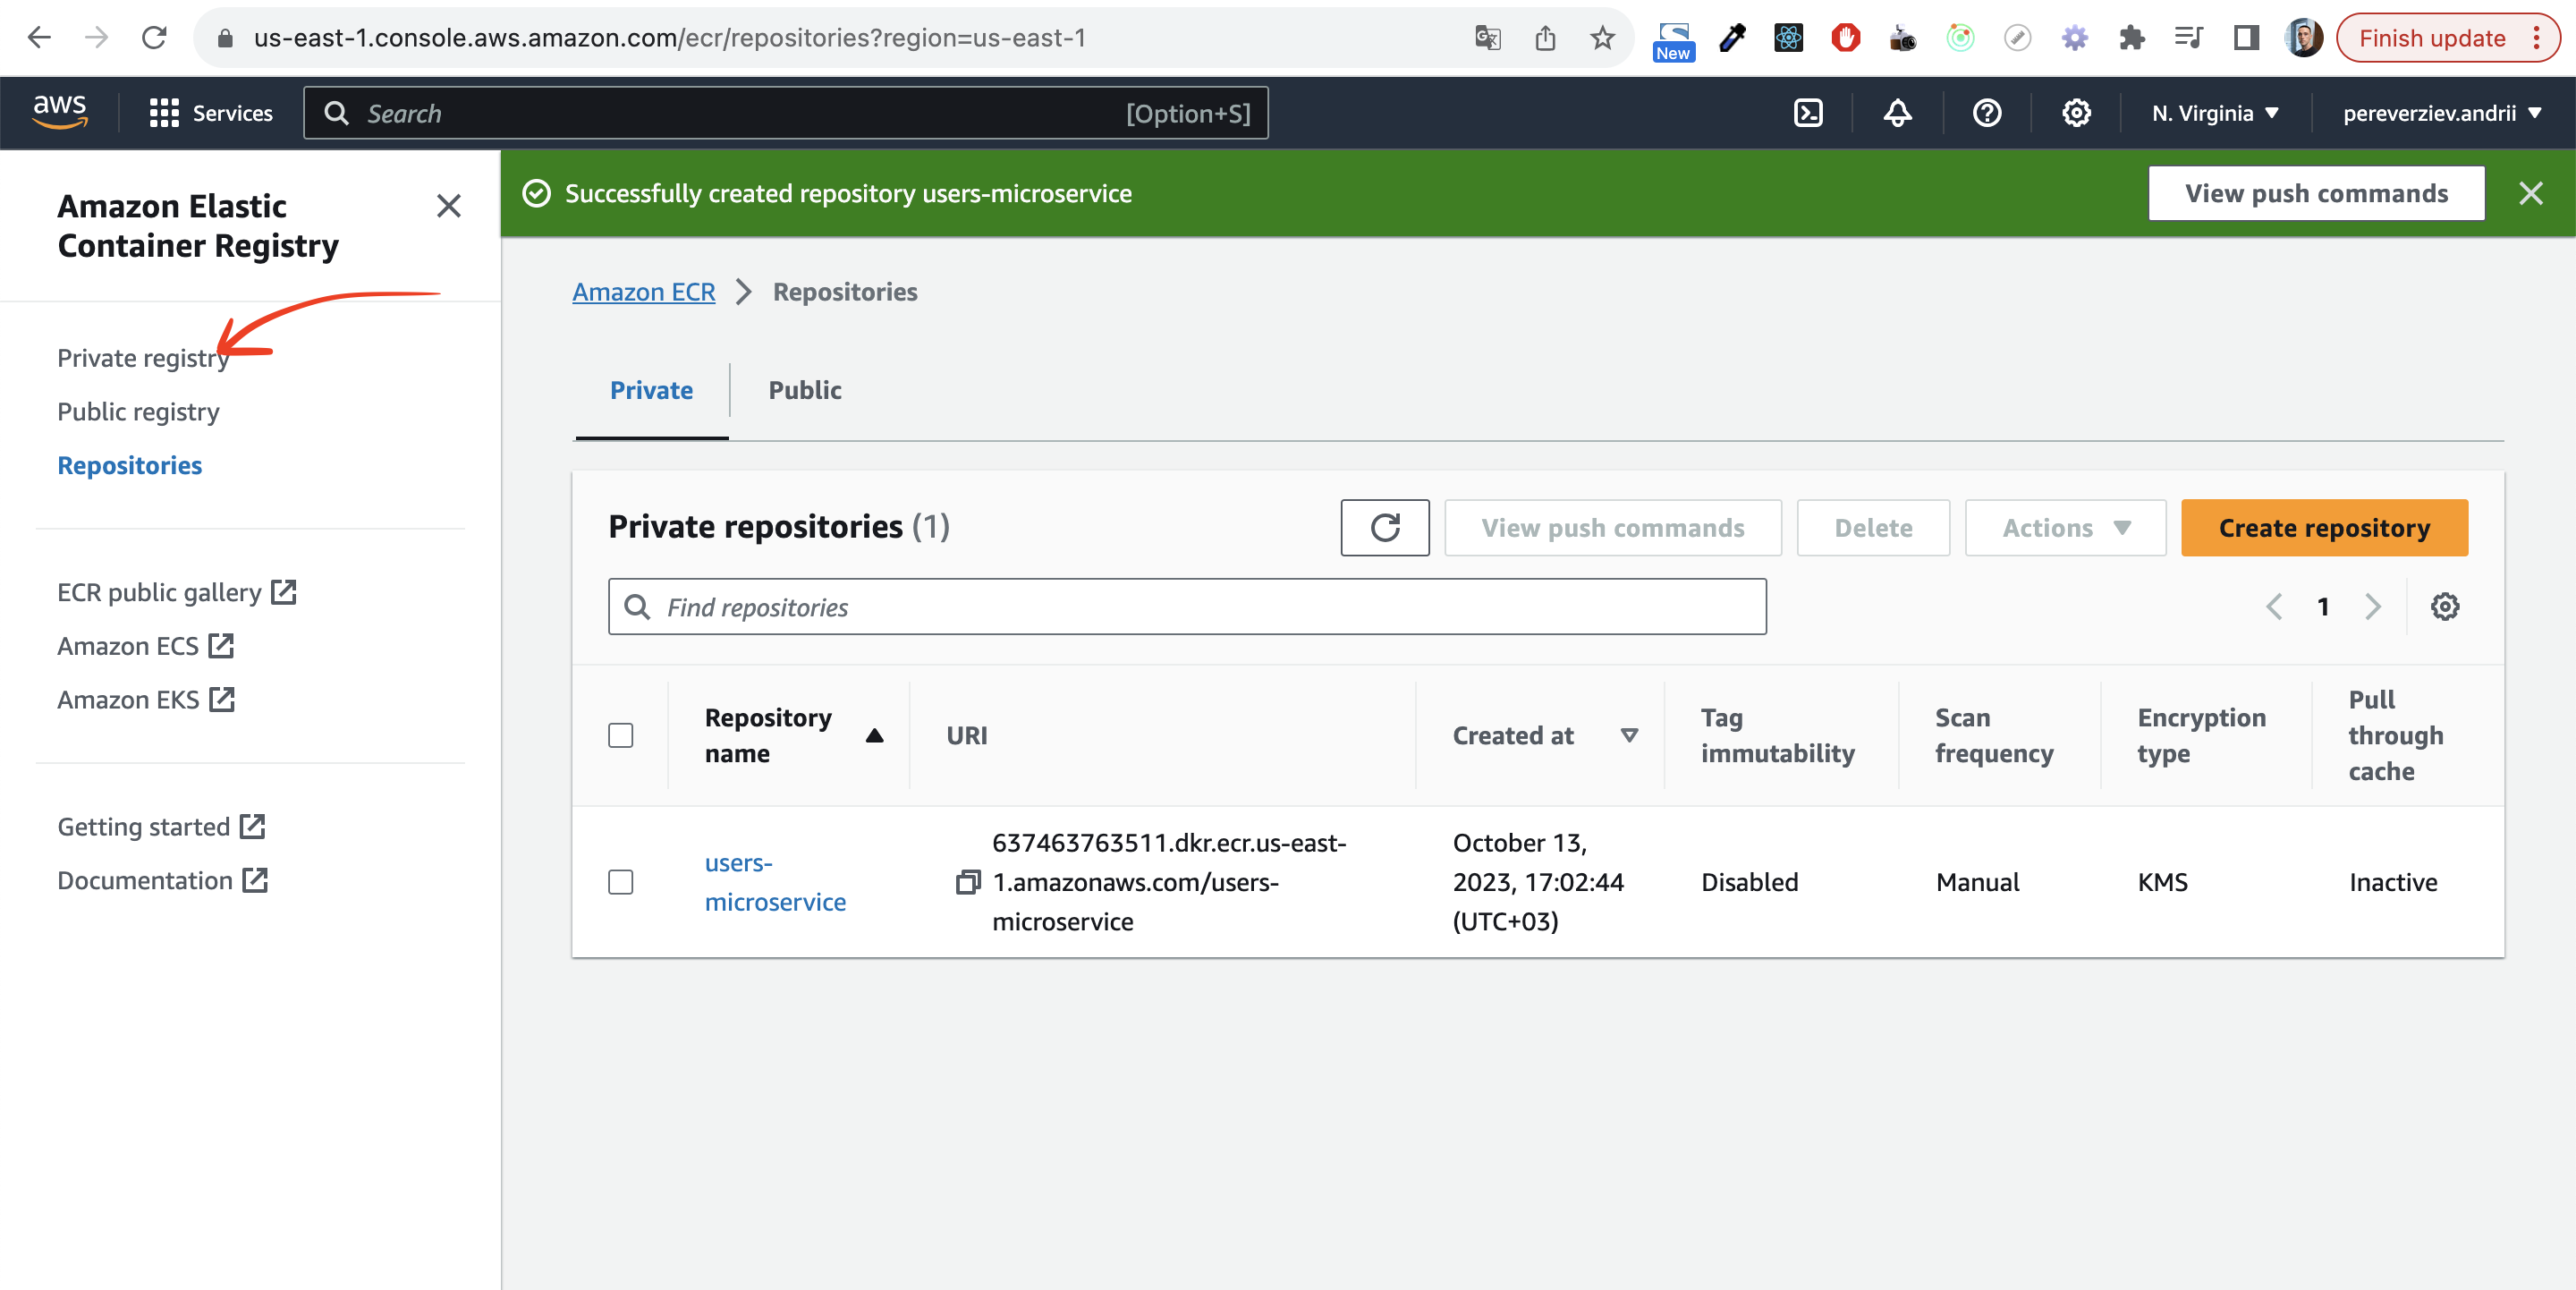 us-east-1.console.aws.amazon.com/ecr/repositories?region=us-east-1
New
Finish update
aws
Services
Search
[Option+S]
N. Virginia
pereverziev.andrii
Amazon Elastic
Container Registry
Private registry
Public registry
Repositories
ECR public gallery
Amazon ECS
Amazon EKS
Getting started
Documentation
Successfully created repository users-microservice
View push commands
Amazon ECR
Repositories
Private
Public
Private repositories (1)
View push commands
Delete
Actions
Create repository
Find repositories
1
Repository
name
URI
Created at
Tag
immutability
Scan
frequency
Encryption
type
Pull
through
cache
users-
microservice
637463763511.dkr.ecr.us-east-
1.amazonaws.com/users-
microservice
October 13,
2023, 17:02:44
(UTC+03)
Disabled
Manual
KMS
Inactive